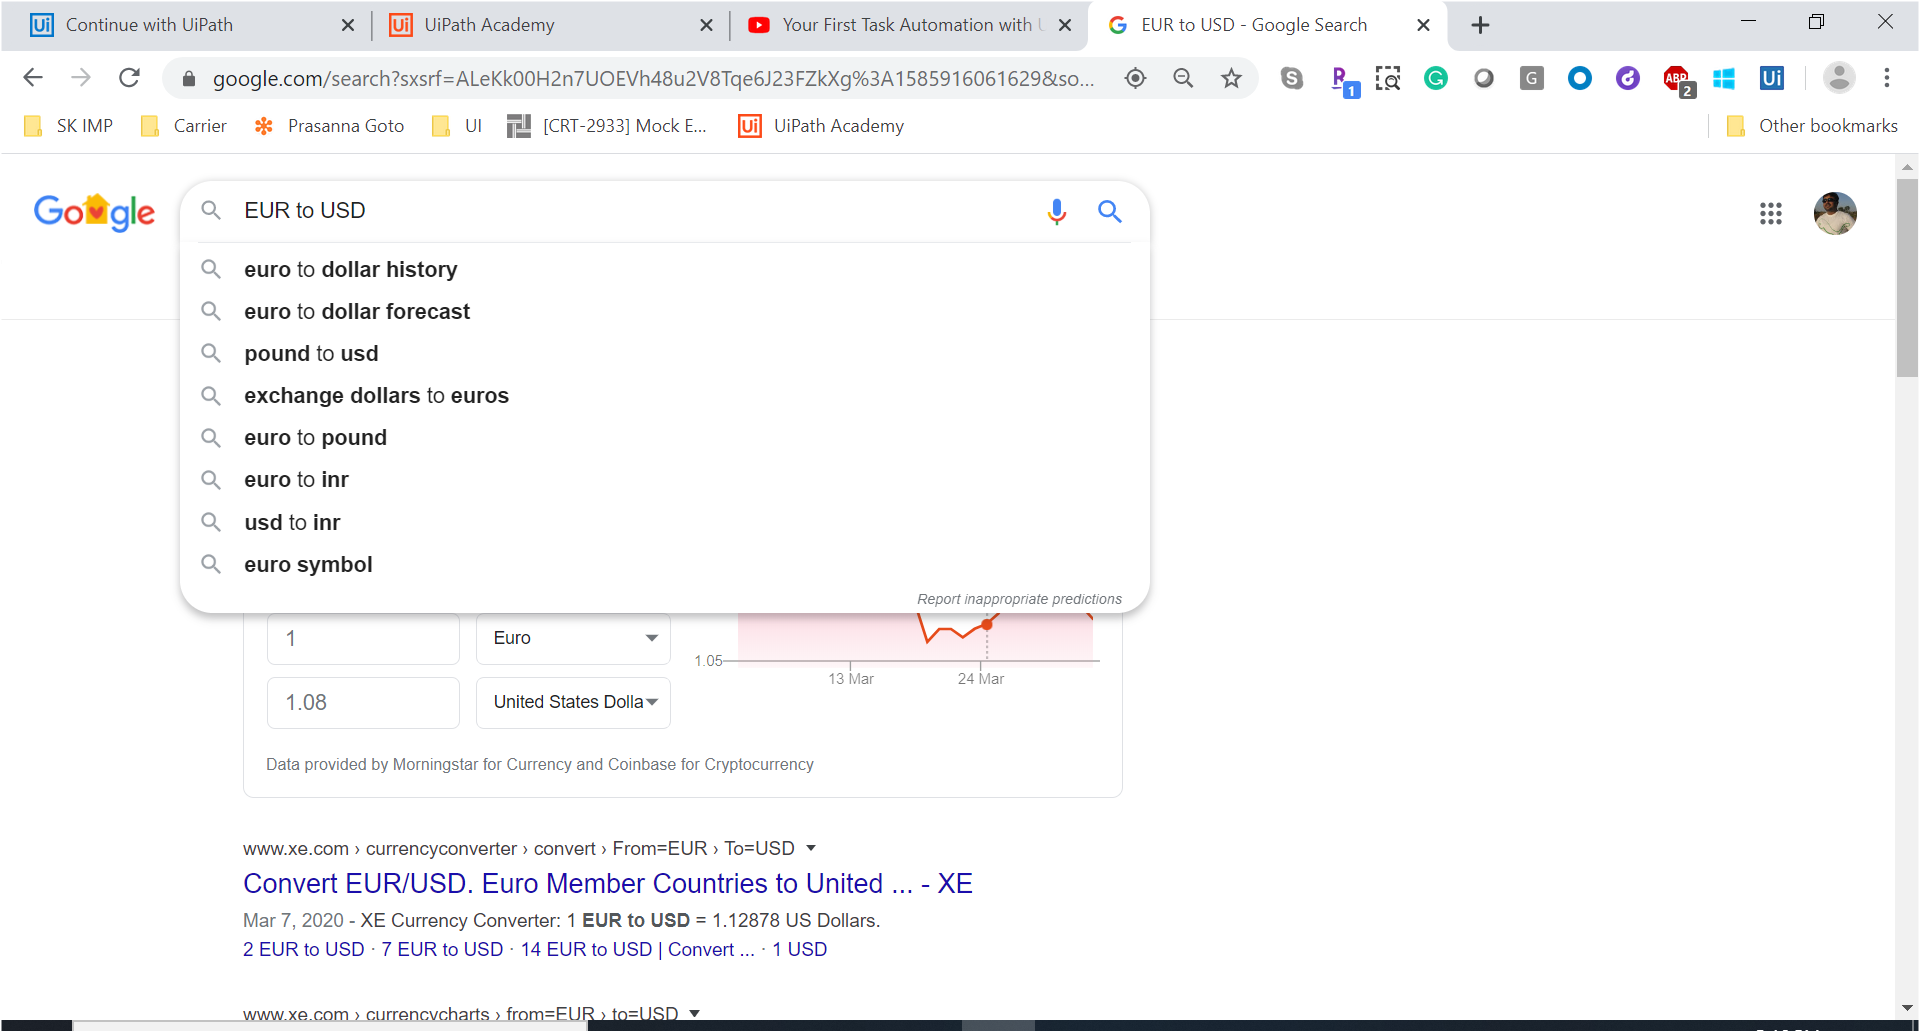 Continue with UiPath
UiPath Academy
Your First Task Automation with
EUR to USD - Google Search
google.com/search?sxsrf=ALeKk00H2n7UOEVh48u2V8Tqe6J23FZkXg%3A1585916061629&so...
1
G
ABP
2
Ui
SK IMP
Carrier
Prasanna Goto
UI
[CRT-2933] Mock E...
Ui
UiPath Academy
Other bookmarks
Google
EUR to USD
euro to dollar history
euro to dollar forecast
pound to usd
exchange dollars to euros
euro to pound
euro to inr
usd to inr
euro symbol
Report inappropriate predictions
1
Euro
1.05
13 Mar
24 Mar
1.08
United States Dolla
Data provided by Morningstar for Currency and Coinbase for Cryptocurrency
www.xe.com › currencyconverter › convert › From=EUR › To=USD
Convert EUR/USD. Euro Member Countries to United ... - XE
Mar 7, 2020 - XE Currency Converter: 1 EUR to USD = 1.12878 US Dollars.
2 EUR to USD · 7 EUR to USD · 14 EUR to USD | Convert ... · 1 USD
www.xe.com › currencycharts › from=EUR › to=USD